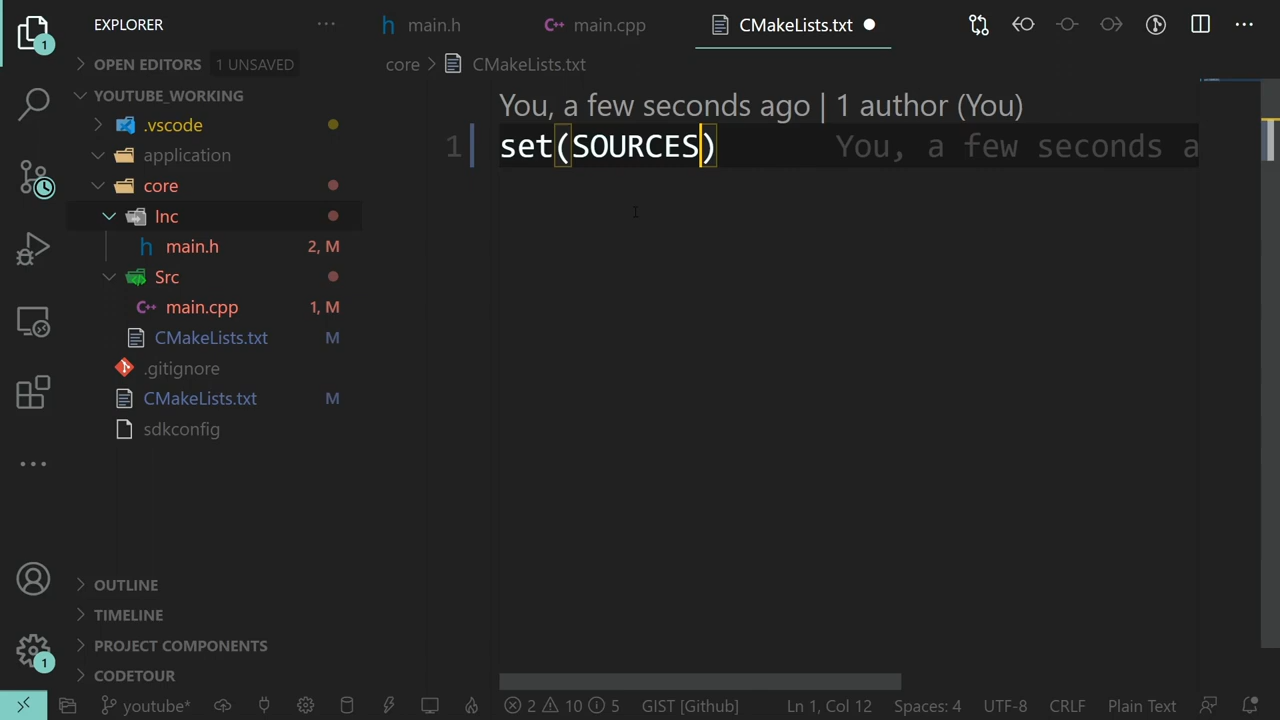 EXPLORER
main.h
main.cpp
CMakeLists.txt
1
OPEN EDITORS 1 UNSAVED
core > CMakeLists.txt
YOUTUBE_WORKING
You, a few seconds ago | 1 author (You)
.vscode
1 set(SOURCES) You, a few seconds a
application
core
Inc
main.h 2, M
Src
main.cpp 1, M
CMakeLists.txt M
.gitignore
CMakeLists.txt M
sdkconfig
OUTLINE
TIMELINE
PROJECT COMPONENTS
1
CODETOUR
youtube* 2 10 5 GIST [Github] Ln 1, Col 12 Spaces: 4 UTF-8 CRLF Plain Text